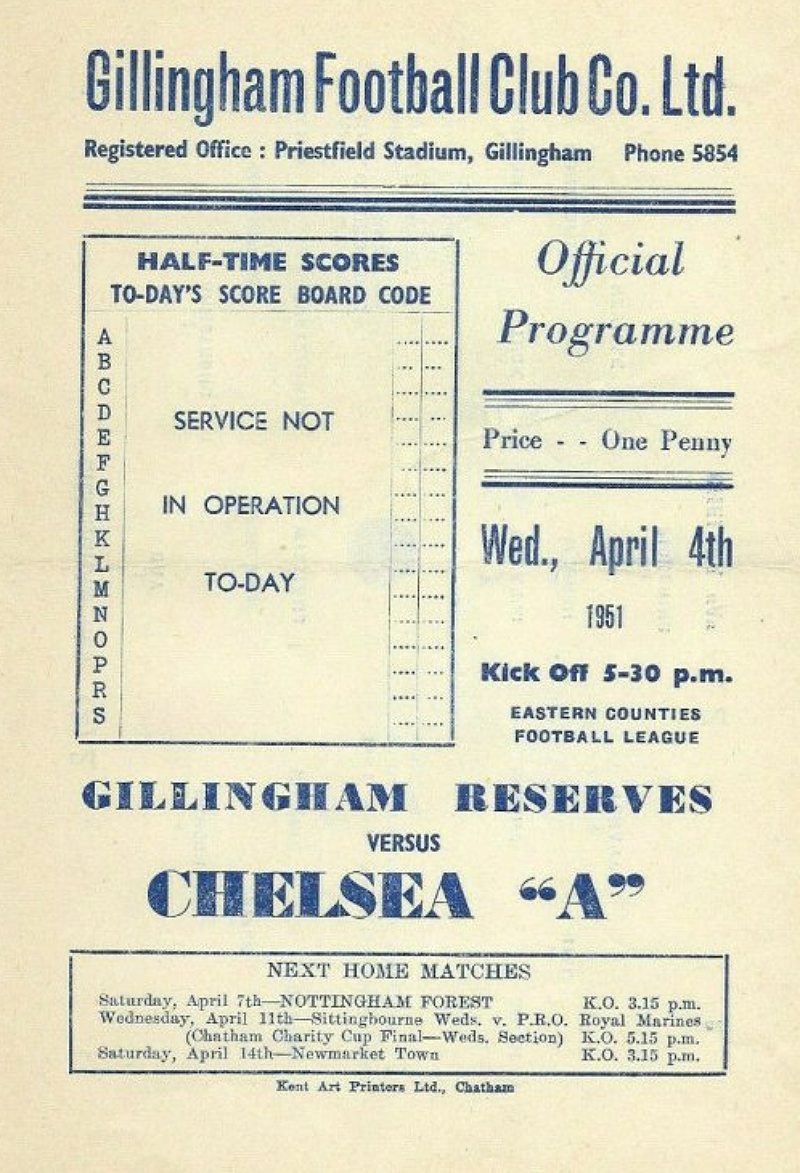 Gillingham Football Club Co. Ltd.
Registered Office : Priestfield Stadium, Gillingham Phone 5854
HALF-TIME SCORES
TO-DAY'S SCORE BOARD CODE
A
B
C
D
E
F
G
H
K
L
M
N
O
P
R
S
SERVICE NOT
IN OPERATION
TO-DAY
Official
Programme
Price - - One Penny
Wed., April 4th
1951
Kick Off 5-30 p.m.
EASTERN COUNTIES
FOOTBALL LEAGUE
GILLINGHAM RESERVES
VERSUS
CHELSEA “A”
NEXT HOME MATCHES
Saturday, April 7th—NOTTINGHAM FOREST K.O. 3.15 p.m.
Wednesday, April 11th—Sittingbourne Weds. v. P.R.O. Royal Marines
(Chatham Charity Cup Final—Weds. Section) K.O. 5.15 p.m.
Saturday, April 14th—Newmarket Town K.O. 3.15 p.m.
Kent Art Printers Ltd., Chatham